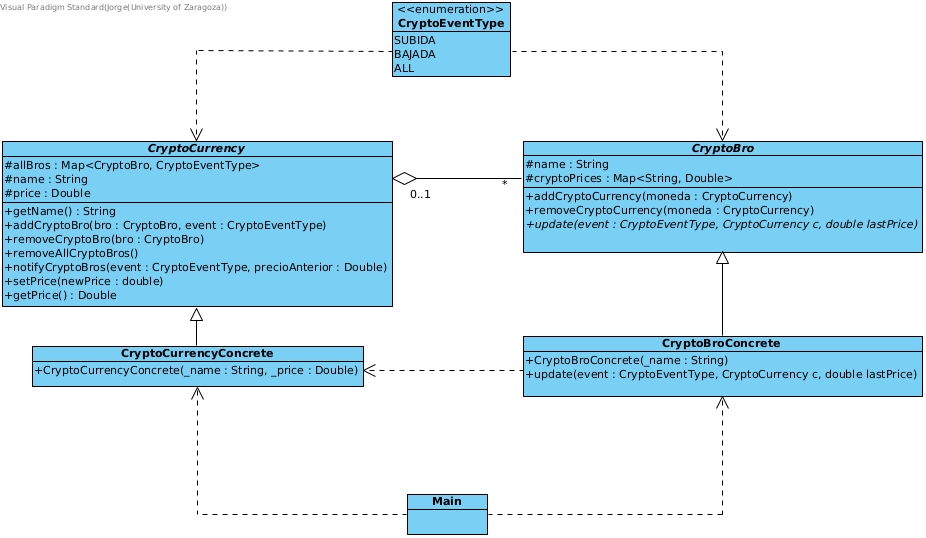 Visual Paradigm Standard(Jorge(University of Zaragoza))
<<enumeration>>
CryptoEventType
SUBIDA
BAJADA
ALL
CryptoCurrency
#allBros : Map<CryptoBro, CryptoEventType>
#name : String
#price : Double
+getName() : String
+addCryptoBro(bro : CryptoBro, event : CryptoEventType)
+removeCryptoBro(bro : CryptoBro)
+removeAllCryptoBros()
+notifyCryptoBros(event : CryptoEventType, precioAnterior : Double)
+setPrice(newPrice : double)
+getPrice() : Double
0..1
*
CryptoBro
#name : String
#cryptoPrices : Map<String, Double>
+addCryptoCurrency(moneda : CryptoCurrency)
+removeCryptoCurrency(moneda : CryptoCurrency)
+update(event : CryptoEventType, CryptoCurrency c, double lastPrice)
CryptoCurrencyConcrete
+CryptoCurrencyConcrete(_name : String, _price : Double)
CryptoBroConcrete
+CryptoBroConcrete(_name : String)
+update(event : CryptoEventType, CryptoCurrency c, double lastPrice)
Main